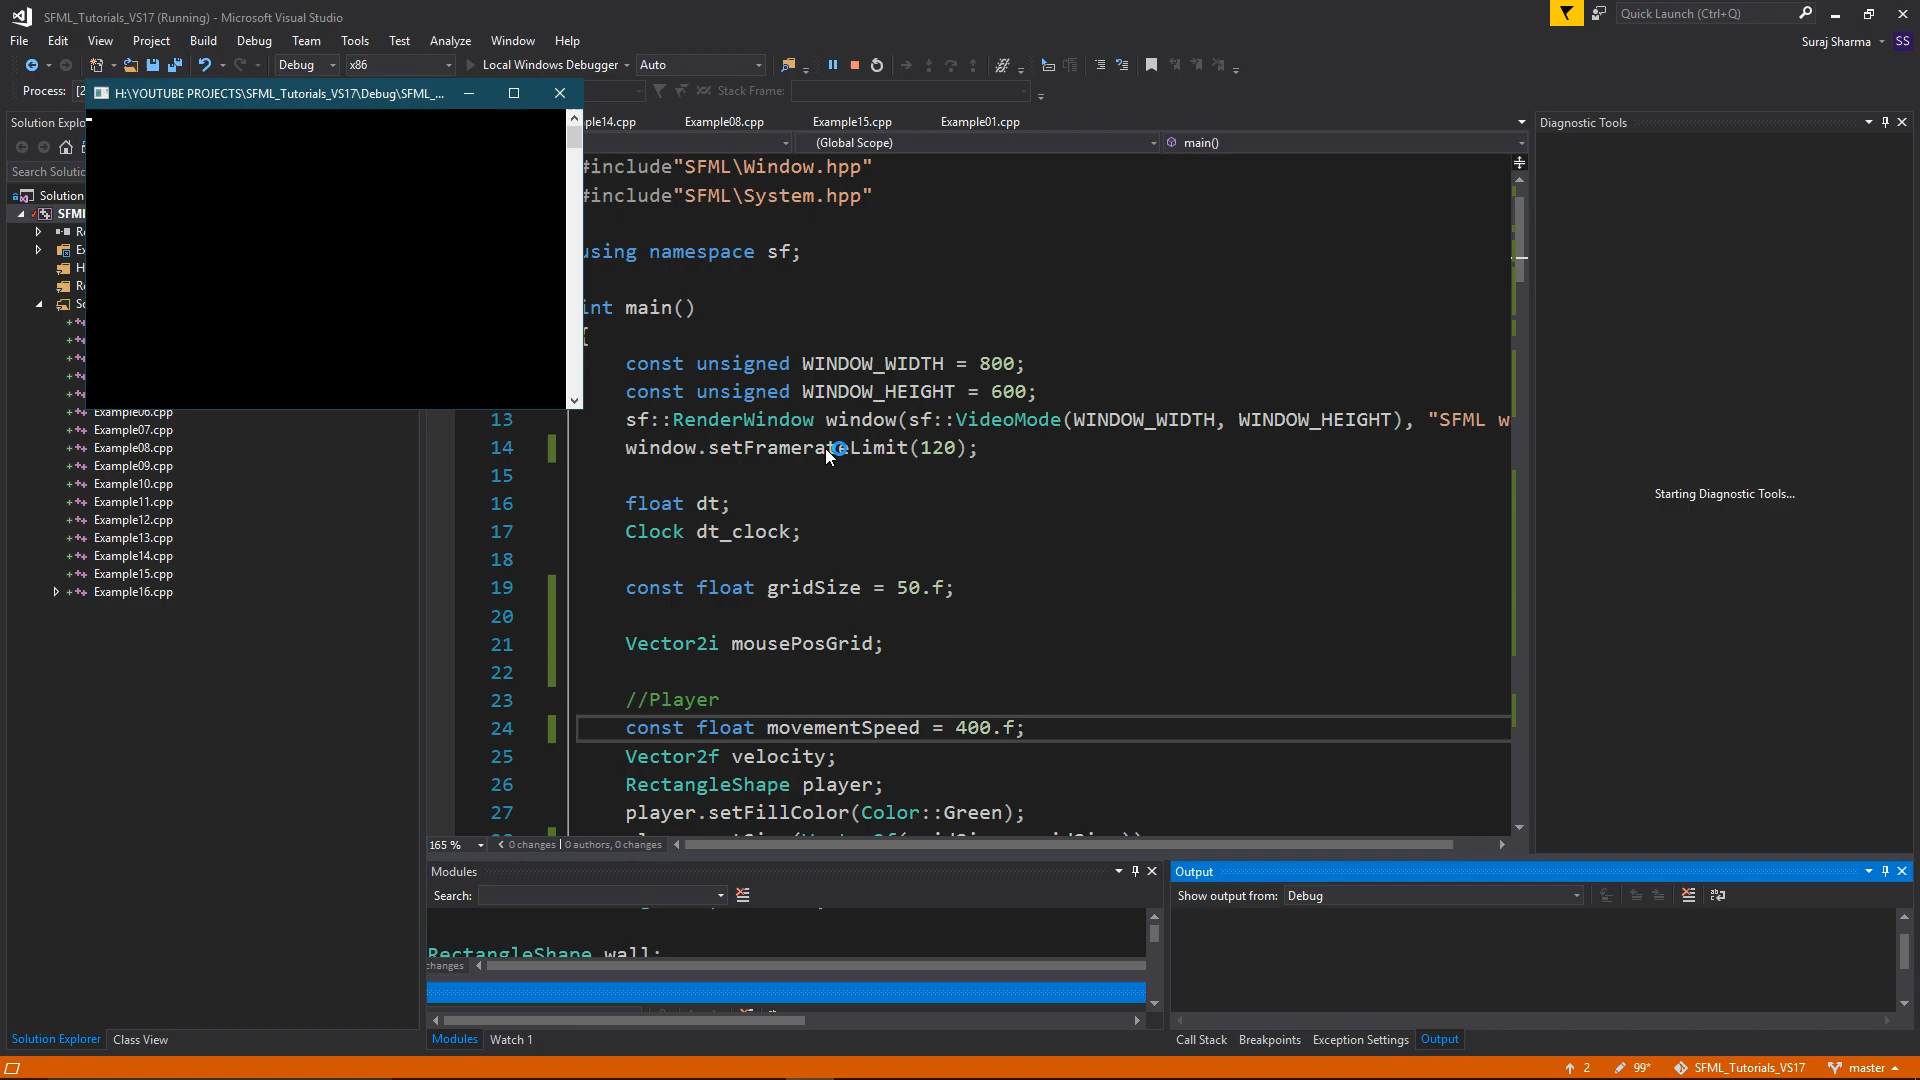 SFML_Tutorials_VS17 (Running) - Microsoft Visual Studio
Quick Launch (Ctrl+Q)
File Edit View Project Build Debug Team Tools Test Analyze Window Help
Suraj Sharma SS
Debug x86 Local Windows Debugger Auto
Process: [2 Stack Frame:
H:\YOUTUBE PROJECTS\SFML_Tutorials_VS17\Debug\SFML_...
Solution Explo
ple14.cpp Example08.cpp Example15.cpp Example01.cpp
Diagnostic Tools
(Global Scope) main()
Search Solutic
Solution
SFMl
#include"SFML\Window.hpp"
#include"SFML\System.hpp"
using namespace sf;
int main()
{
const unsigned WINDOW_WIDTH = 800;
const unsigned WINDOW_HEIGHT = 600;
13 sf::RenderWindow window(sf::VideoMode(WINDOW_WIDTH, WINDOW_HEIGHT), "SFML w
14 window.setFramerateLimit(120);
15
16 float dt;
17 Clock dt_clock;
18
19 const float gridSize = 50.f;
20
21 Vector2i mousePosGrid;
22
23 //Player
24 const float movementSpeed = 400.f;
25 Vector2f velocity;
26 RectangleShape player;
27 player.setFillColor(Color::Green);
Example06.cpp
Example07.cpp
Example08.cpp
Example09.cpp
Example10.cpp
Example11.cpp
Example12.cpp
Example13.cpp
Example14.cpp
Example15.cpp
Example16.cpp
Starting Diagnostic Tools...
165 % 0 changes | 0 authors, 0 changes
Modules
Search:
RectangleShape wall;
changes
Output
Show output from: Debug
Solution Explorer Class View
Modules Watch 1
Call Stack Breakpoints Exception Settings Output
2 99* SFML_Tutorials_VS17 master